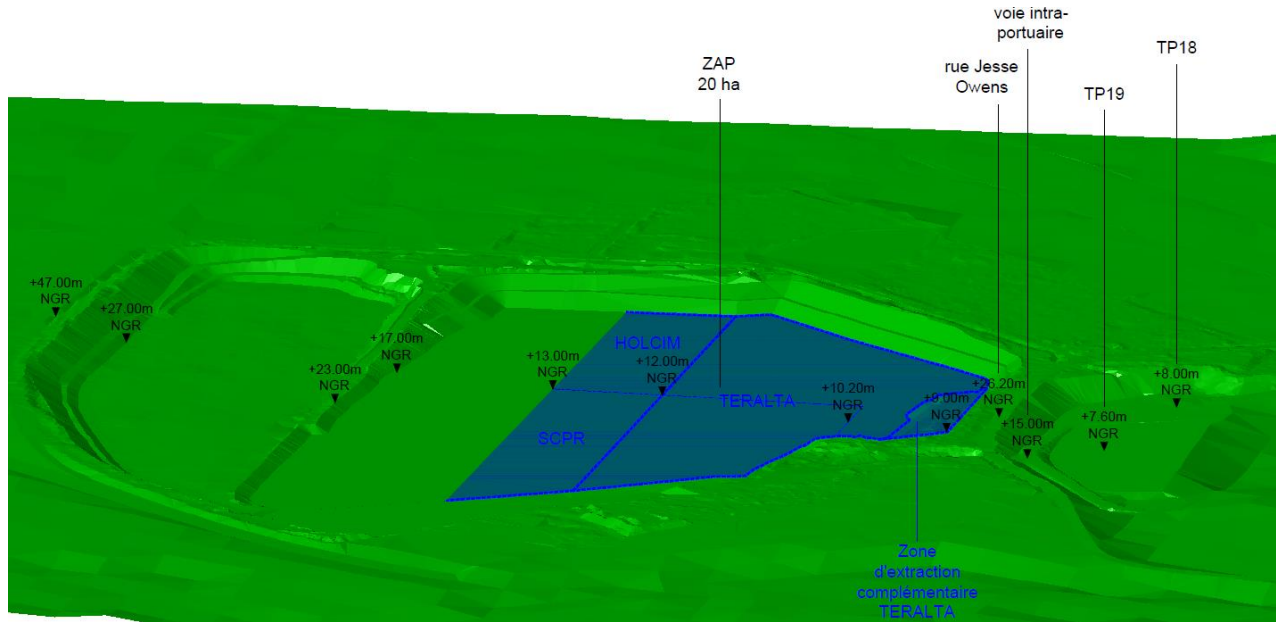 voie intra-
portuaire
TP18
ZAP
20 ha
rue Jesse
Owens
TP19
+47.00m
NGR
+27.00m
NGR
+17.00m
NGR
+23.00m
NGR
HOLCIM
+13.00m
NGR
+12.00m
NGR
TERALTA
+10.20m
NGR
+9.00m
NGR
+26.20m
NGR
+15.00m
NGR
+7.60m
NGR
+8.00m
NGR
SCPR
Zone
d'extraction
complémentaire
TERALTA